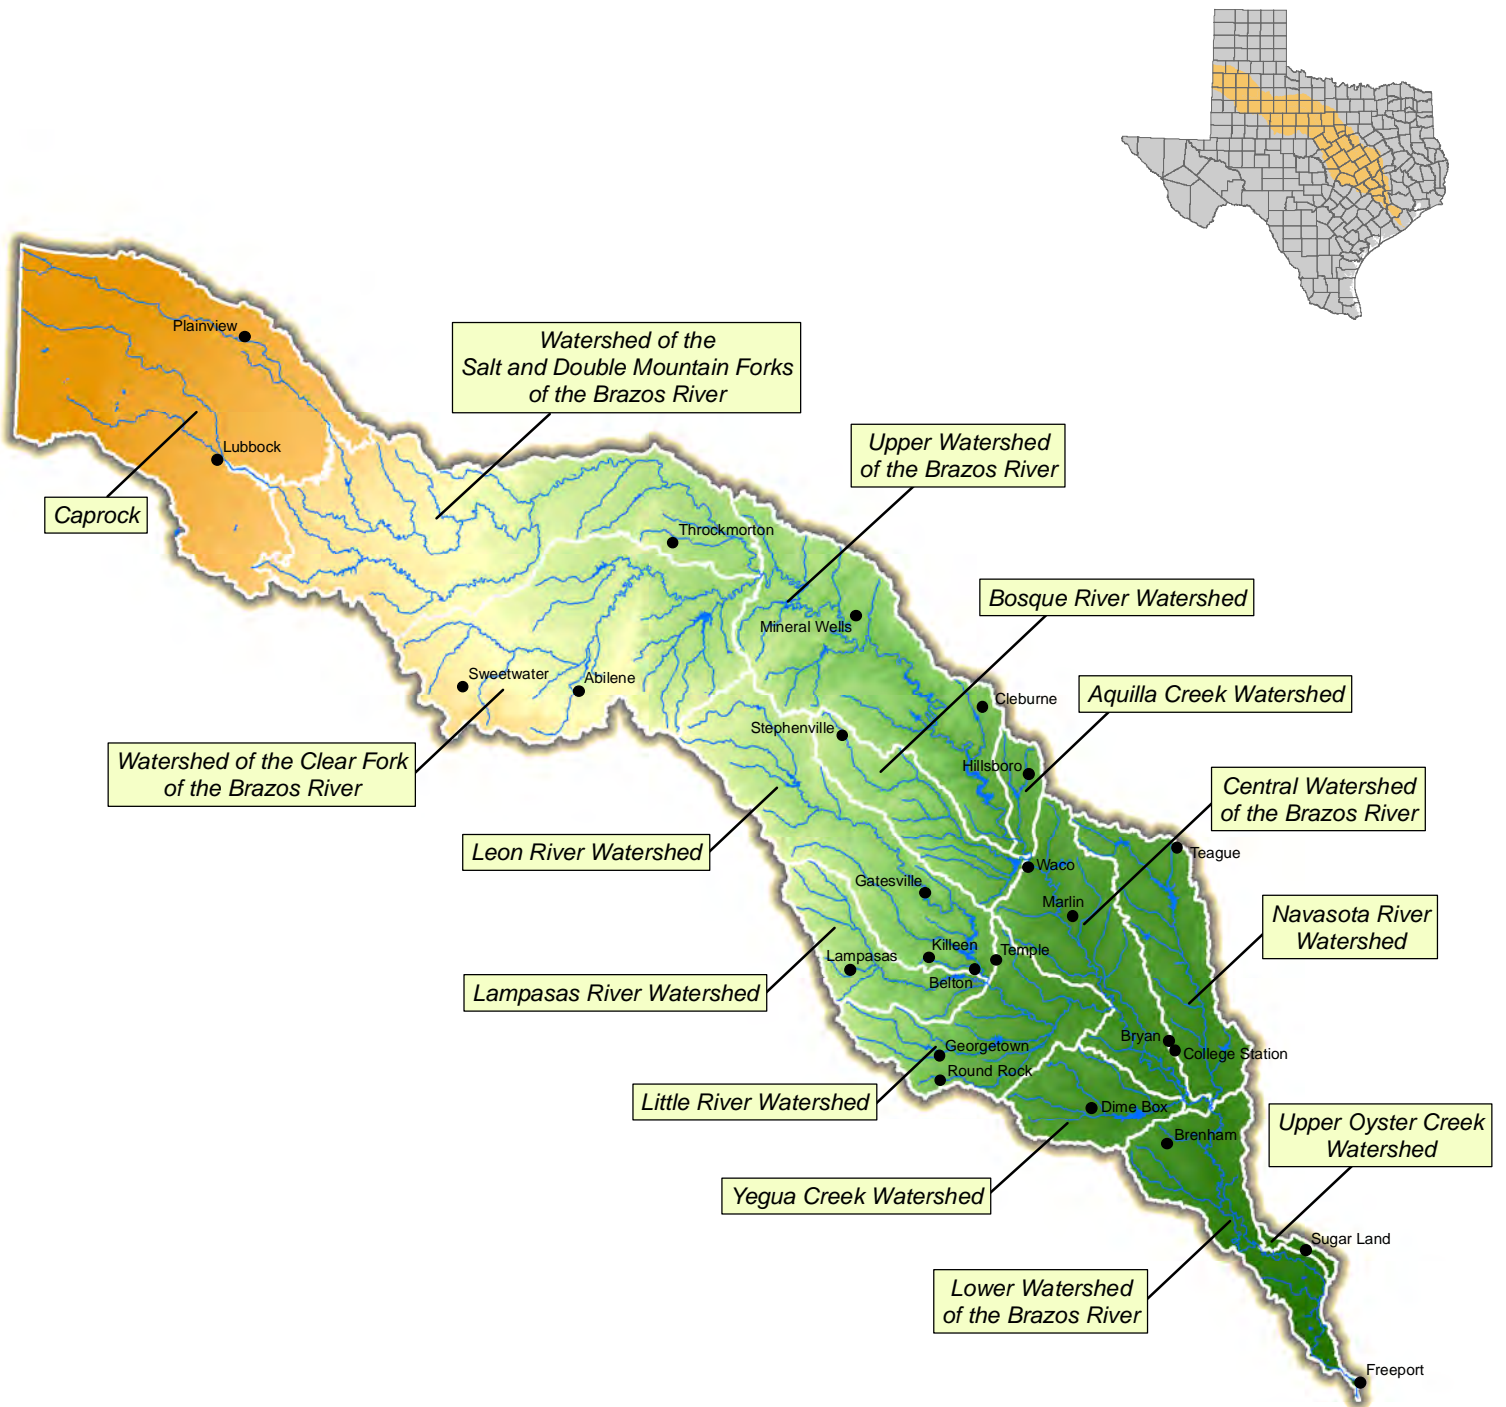 Plainview
Watershed of the
Salt and Double Mountain Forks
of the Brazos River
Lubbock
Upper Watershed
of the Brazos River
Caprock
Throckmorton
Bosque River Watershed
Mineral Wells
Sweetwater
Abilene
Aquilla Creek Watershed
Cleburne
Stephenville
Watershed of the Clear Fork
of the Brazos River
Hillsboro
Central Watershed
of the Brazos River
Leon River Watershed
Waco
Teague
Gatesville
Marlin
Navasota River
Watershed
Killeen
Temple
Lampasas
Belton
Lampasas River Watershed
Bryan
College Station
Georgetown
Round Rock
Little River Watershed
Dime Box
Brenham
Upper Oyster Creek
Watershed
Yegua Creek Watershed
Sugar Land
Lower Watershed
of the Brazos River
Freeport